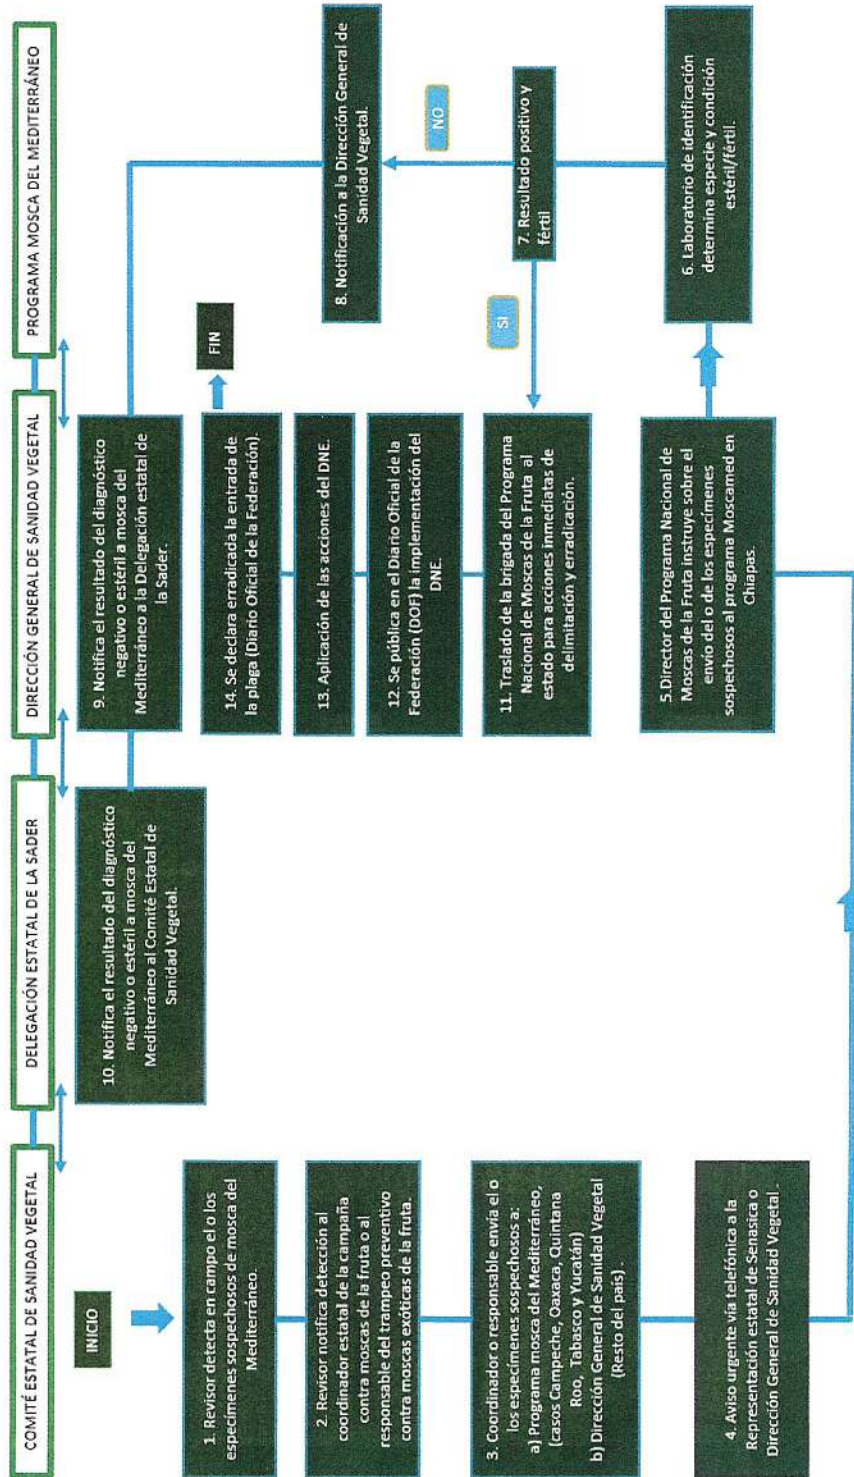 COMITÉ ESTATAL DE SANIDAD VEGETAL
DELEGACIÓN ESTATAL DE LA SADER
DIRECCIÓN GENERAL DE SANIDAD VEGETAL
PROGRAMA MOSCA DEL MEDITERRÁNEO
INICIO
1. Revisor detecta en campo el o los
especímenes sospechosos de mosca del
Mediterráneo.
2. Revisor notifica detección al
coordinador estatal de la campaña
contra moscas de la fruta o al
responsable del trampeo preventivo
contra moscas exóticas de la fruta.
3. Coordinador o responsable envía el o
los especímenes sospechosos a:
a) Programa mosca del Mediterráneo,
(casos Campeche, Oaxaca, Quintana
Roo, Tabasco y Yucatán)
b) Dirección General de Sanidad Vegetal
(Resto del país) .
4. Aviso urgente vía telefónica a la
Representación estatal de Senasica o
Dirección General de Sanidad Vegetal .
5.Director del Programa Nacional de
Moscas de la Fruta instruye sobre el
envío del o de los especímenes
sospechosos al programa Moscamed en
Chiapas.
6. Laboratorio de identificación
determina especie y condición
estéril/fértil.
7. Resultado positivo y
fértil
NO
SI
8. Notificación a la Dirección General de
Sanidad Vegetal.
9. Notifica el resultado del diagnóstico
negativo o estéril a mosca del
Mediterráneo a la Delegación estatal de
la Sader.
10. Notifica el resultado del diagnóstico
negativo o estéril a mosca del
Mediterráneo al Comité Estatal de
Sanidad Vegetal.
11. Traslado de la brigada del Programa
Nacional de Moscas de la Fruta al
estado para acciones inmediatas de
delimitación y erradicación.
12. Se pública en el Diario Oficial de la
Federación (DOF) la implementación del
DNE.
13. Aplicación de las acciones del DNE.
14. Se declara erradicada la entrada de
la plaga (Diario Oficial de la Federación).
FIN